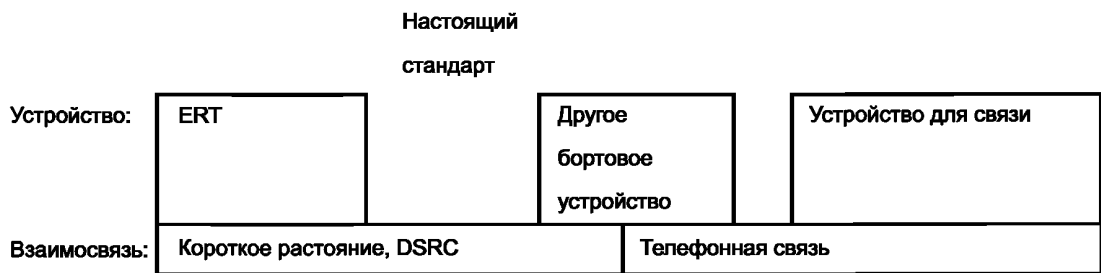 Настоящий
стандарт
Устройство:
ERT
Другое
бортовое
устройство
Устройство для связи
Взаимосвязь:
Короткое растояние, DSRC
Телефонная связь